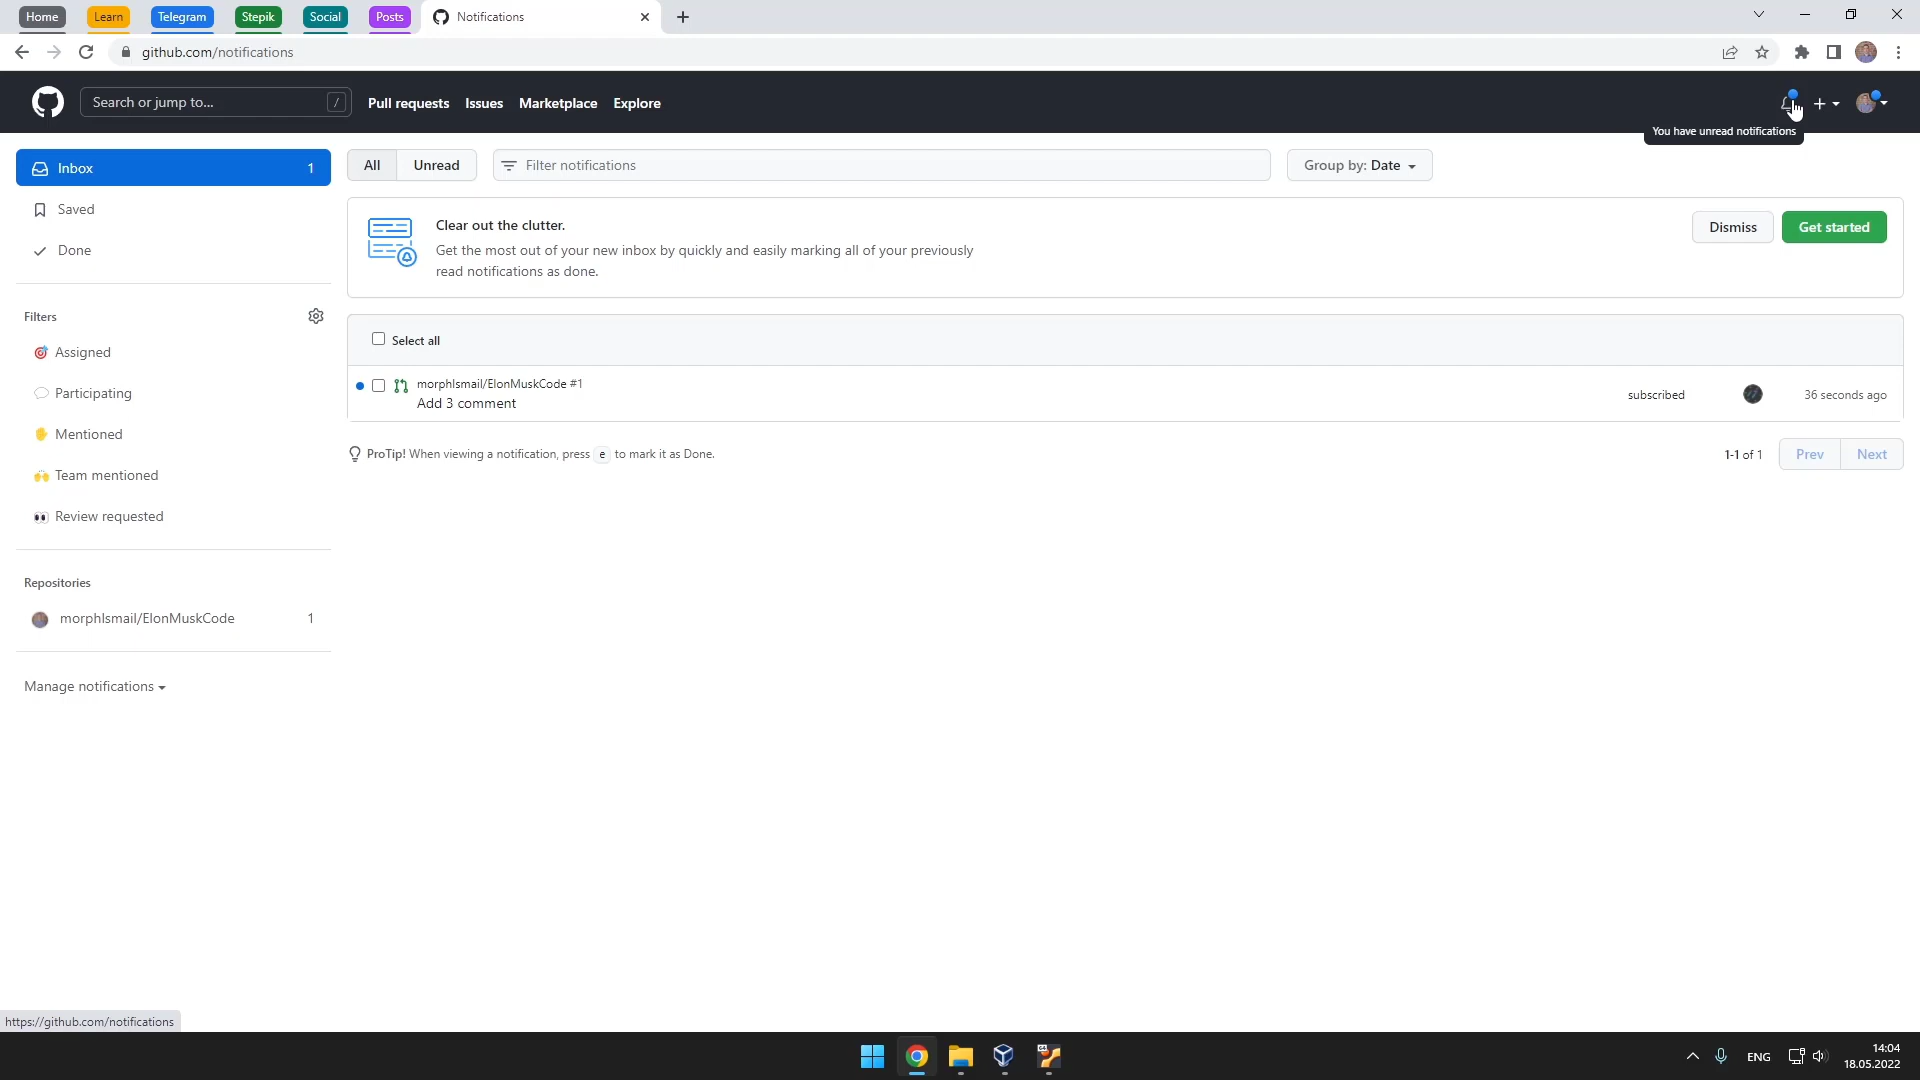 Home
Learn
Telegram
Stepik
Social
Posts
Notifications
github.com/notifications
Search or jump to...
/
Pull requests
Issues
Marketplace
Explore
You have unread notifications
Inbox
1
Saved
Done
Filters
Assigned
Participating
Mentioned
Team mentioned
Review requested
Repositories
morphIsmail/ElonMuskCode
1
Manage notifications
All
Unread
Filter notifications
Group by: Date
Clear out the clutter.
Get the most out of your new inbox by quickly and easily marking all of your previously
read notifications as done.
Dismiss
Get started
Select all
morphIsmail/ElonMuskCode #1
Add 3 comment
subscribed
36 seconds ago
ProTip! When viewing a notification, press e to mark it as Done.
1-1 of 1
Prev
Next
https://github.com/notifications
ENG
14:04
18.05.2022